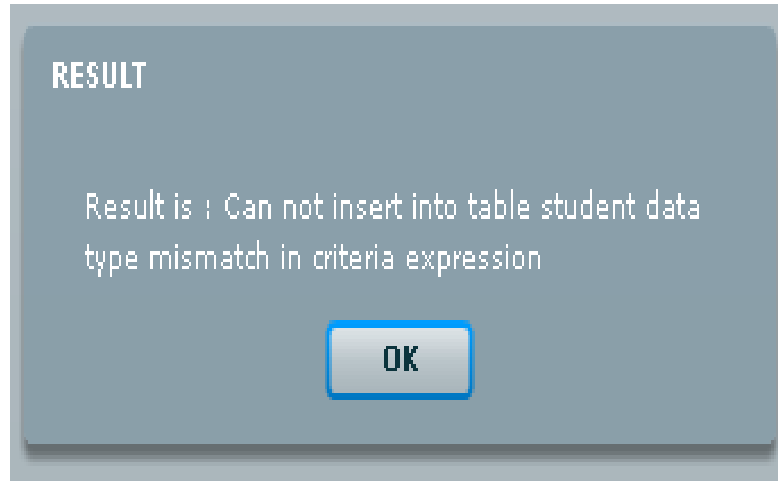 RESULT
Result is : Can not insert into table student data
type mismatch in criteria expression
OK